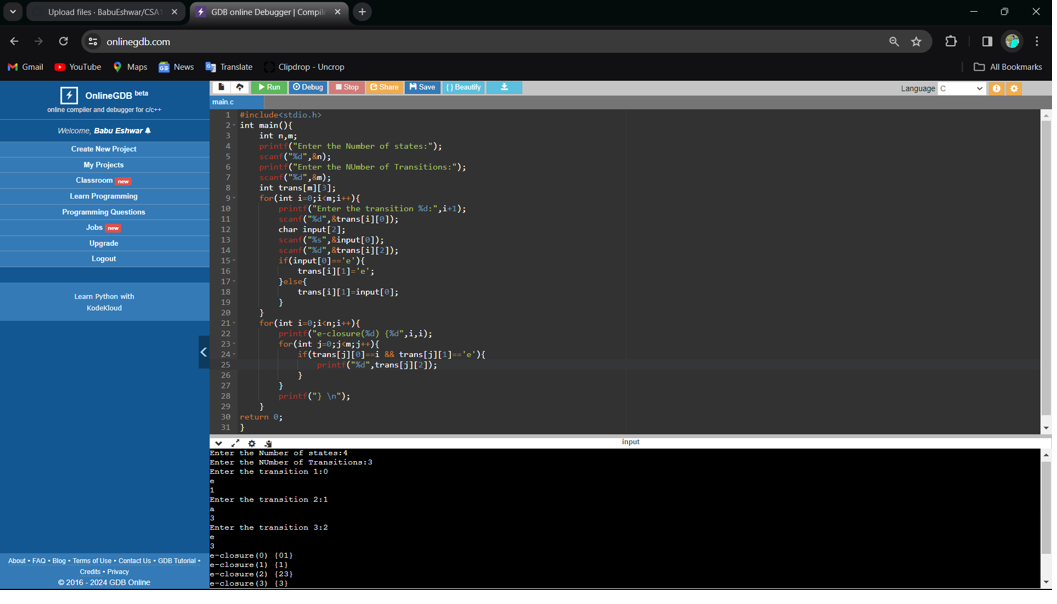 Upload files · BabuEshwar/CSA1
GDB online Debugger | Compile
onlinegdb.com
Gmail
YouTube
Maps
News
Translate
Clipdrop - Uncrop
All Bookmarks
OnlineGDB beta
online compiler and debugger for c/c++
Welcome, Babu Eshwar
Create New Project
My Projects
Classroom new
Learn Programming
Programming Questions
Jobs new
Upgrade
Logout
Learn Python with
KodeKloud
About • FAQ • Blog • Terms of Use • Contact Us • GDB Tutorial •
Credits • Privacy
© 2016 - 2024 GDB Online
Run
Debug
Stop
Share
Save
{ } Beautify
Language C
main.c
1 #include<stdio.h>
2 int main(){
3 int n,m;
4 printf("Enter the Number of states:");
5 scanf("%d",&n);
6 printf("Enter the NUmber of Transitions:");
7 scanf("%d",&m);
8 int trans[m][3];
9 for(int i=0;i<m;i++){
10 printf("Enter the transition %d:",i+1);
11 scanf("%d",&trans[i][0]);
12 char input[2];
13 scanf("%s",&input[0]);
14 scanf("%d",&trans[i][2]);
15 if(input[0]=='e'){
16 trans[i][1]='e';
17 }else{
18 trans[i][1]=input[0];
19 }
20 }
21 for(int i=0;i<n;i++){
22 printf("e-closure(%d) {%d",i,i);
23 for(int j=0;j<m;j++){
24 if(trans[j][0]==i && trans[j][1]=='e'){
25 printf("%d",trans[j][2]);
26 }
27 }
28 printf("} \n");
29 }
30 return 0;
31 }
input
Enter the Number of states:4
Enter the NUmber of Transitions:3
Enter the transition 1:0
e
1
Enter the transition 2:1
a
3
Enter the transition 3:2
e
3
e-closure(0) {01}
e-closure(1) {1}
e-closure(2) {23}
e-closure(3) {3}